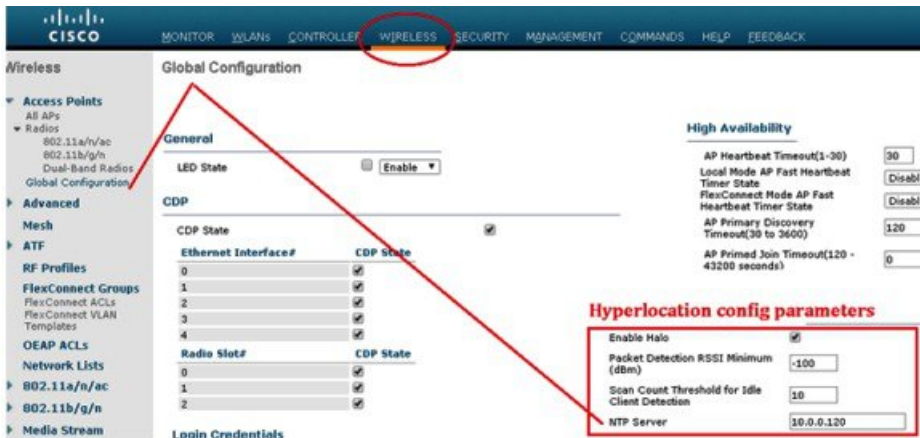 CISCO
MONITOR WLANs CONTROLLER WIRELESS SECURITY MANAGEMENT COMMANDS HELP FEEDBACK
Wireless
Access Points
All APs
Radios
802.11a/n/ac
802.11b/g/n
Dual-Band Radios
Global Configuration
Advanced
Mesh
ATF
RF Profiles
FlexConnect Groups
FlexConnect ACLs
FlexConnect VLAN
Templates
OEAP ACLs
Network Lists
802.11a/n/ac
802.11b/g/n
Media Stream
Global Configuration
General
LED State Enable
CDP
CDP State
Ethernet Interface# CDP State
0
1
2
3
4
Radio Slot# CDP State
0
1
2
Login Credentials
High Availability
AP Heartbeat Timeout(1-30) 30
Local Mode AP Fast Heartbeat
Timer State Disabl
FlexConnect Mode AP Fast
Heartbeat Timer State Disabl
AP Primary Discovery
Timeout(30 to 3600) 120
AP Primed Join Timeout(120 -
43200 seconds) 0
Hyperlocation config parameters
Enable Halo
Packet Detection RSSI Minimum
(dBm) -100
Scan Count Threshold for Idle
Client Detection 10
NTP Server 10.0.0.120